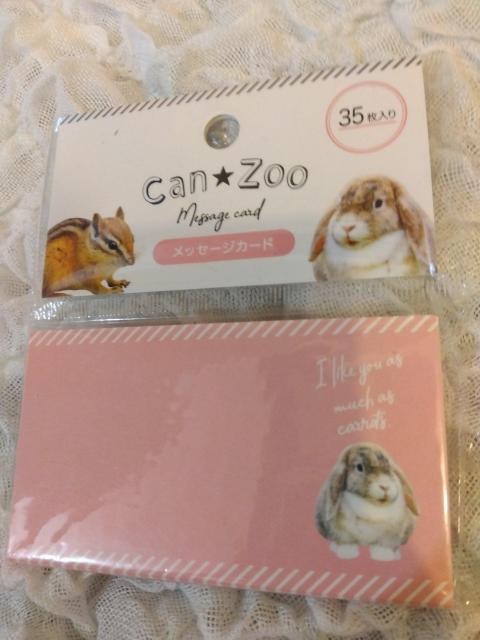 35枚入り
can★zoo
Message card
メッセージカード
I like you as
much as
carrots.